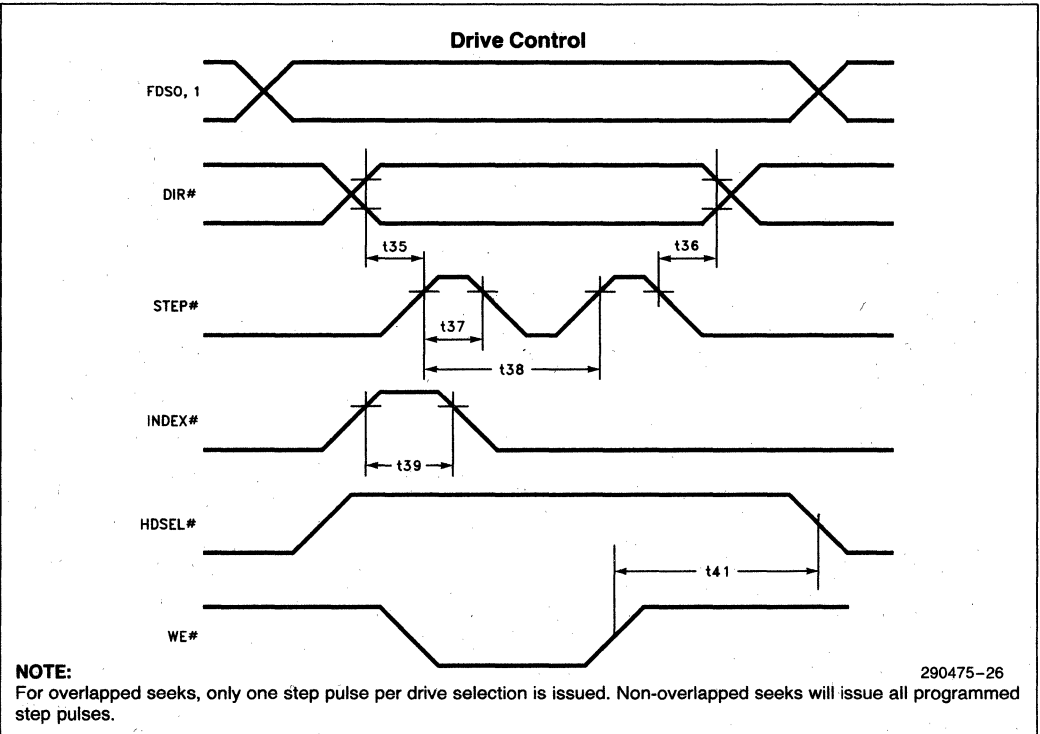 Drive Control
FDS0, 1
DIR#
t35
t36
STEP#
t37
t38
INDEX#
t39
HDSEL#
t41
WE#
NOTE:
290475-26
For overlapped seeks, only one step pulse per drive selection is issued. Non-overlapped seeks will issue all programmed
step pulses.